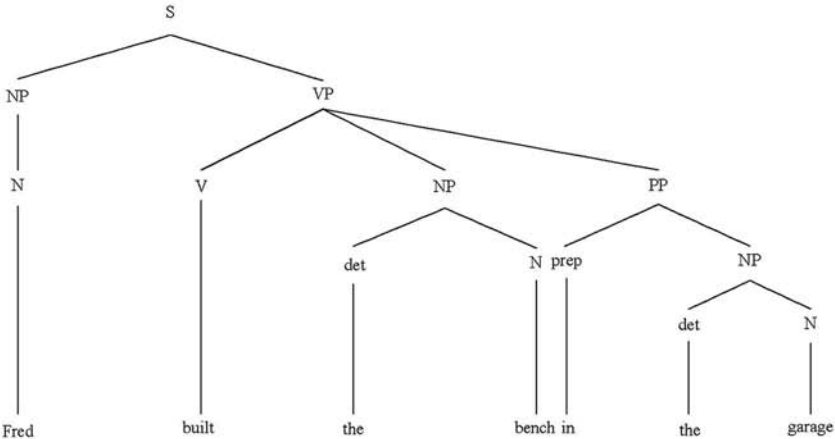 S
NP VP
N V NP PP
det N prep NP
det N
Fred built the bench in the garage